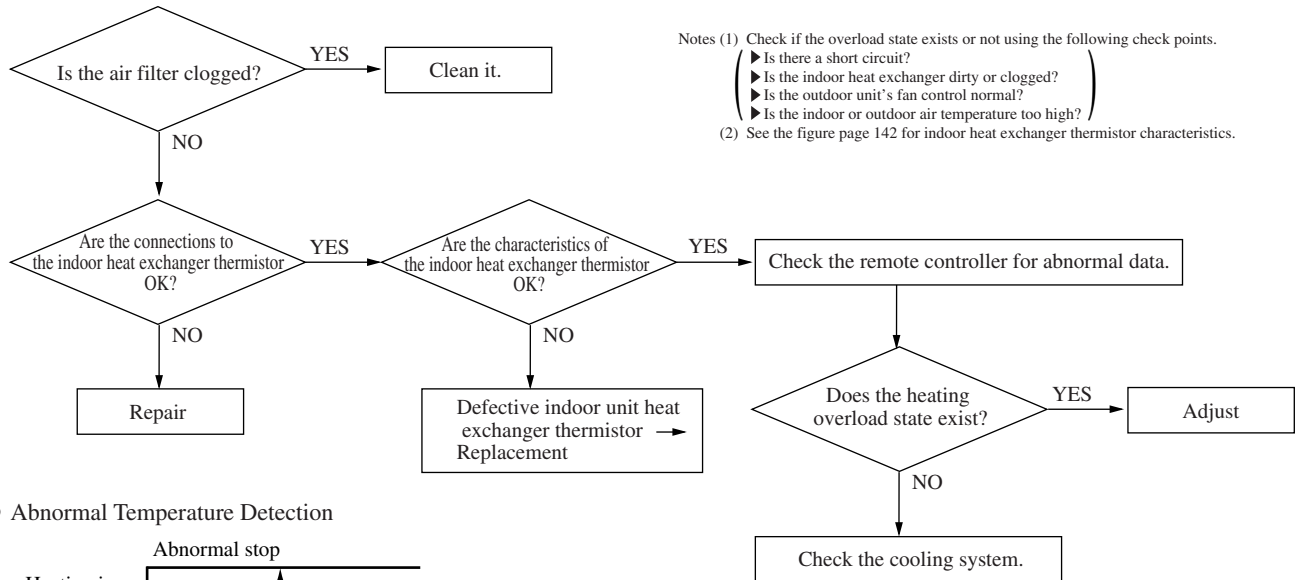 Is the air filter clogged?
YES
Clean it.
NO
Notes (1) Check if the overload state exists or not using the following check points.
▶ Is there a short circuit?
▶ Is the indoor heat exchanger dirty or clogged?
▶ Is the outdoor unit's fan control normal?
▶ Is the indoor or outdoor air temperature too high?
(2) See the figure page 142 for indoor heat exchanger thermistor characteristics.
Are the connections to
the indoor heat exchanger thermistor
OK?
YES
NO
Repair
Are the characteristics of
the indoor heat exchanger thermistor
OK?
YES
NO
Defective indoor unit heat
exchanger thermistor →
Replacement
Check the remote controller for abnormal data.
Does the heating
overload state exist?
YES
Adjust
NO
Check the cooling system.
Abnormal Temperature Detection
Abnormal stop